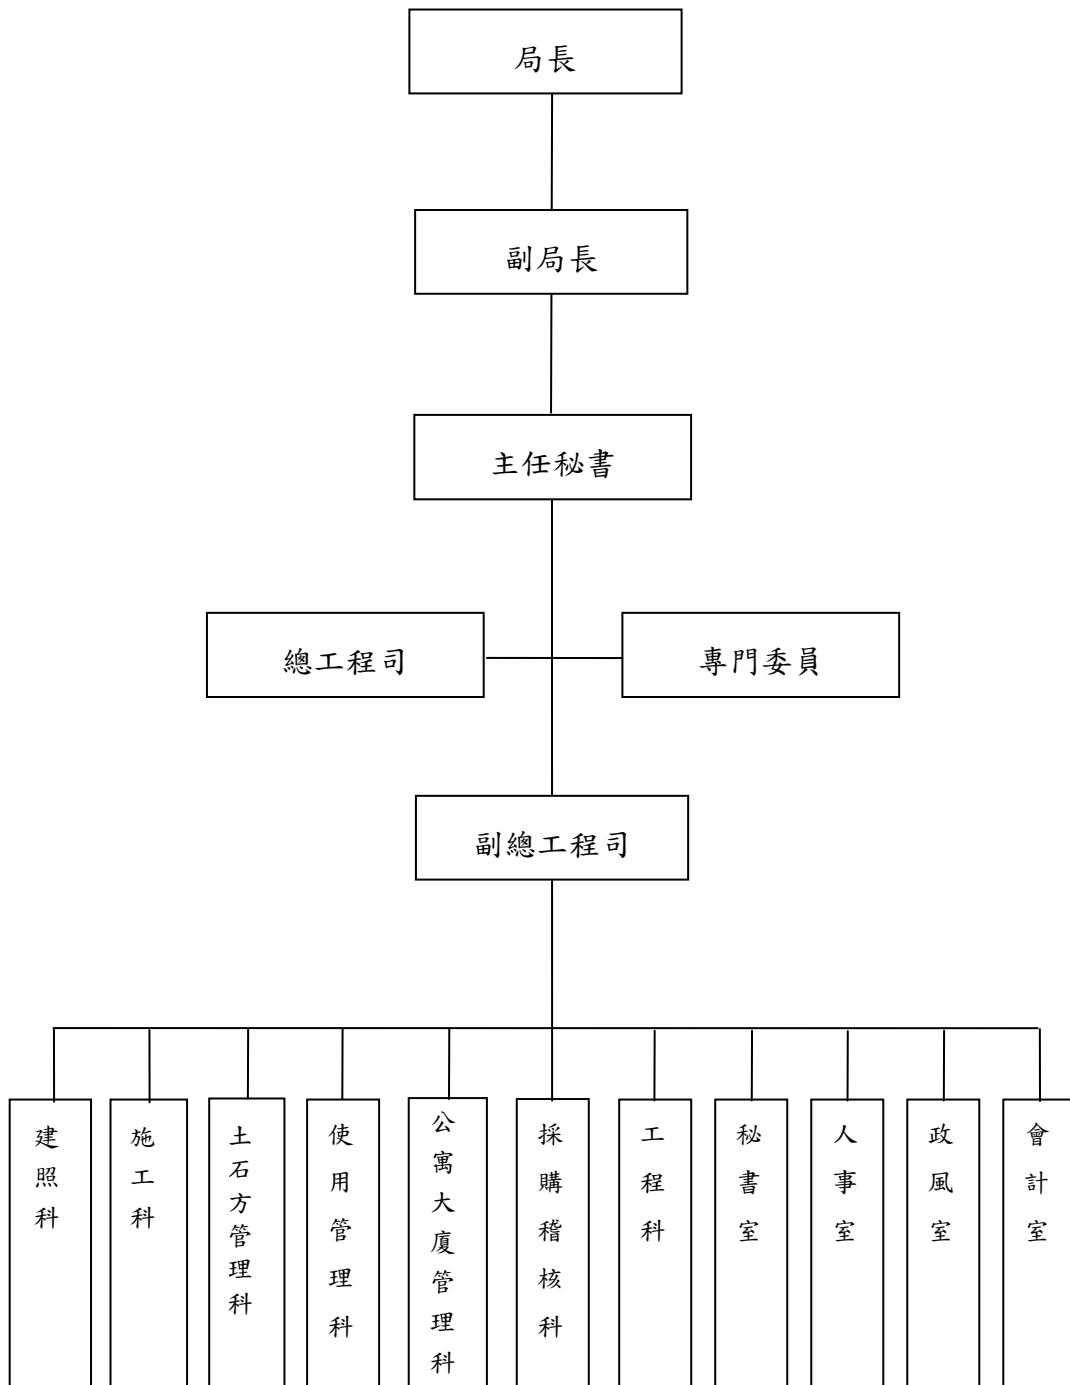 局長
副局長
主任秘書
總工程司
專門委員
副總工程司
建照科
施工科
土石方管理科
使用管理科
公寓大廈管理科
採購稽核科
工程科
秘書室
人事室
政風室
會計室